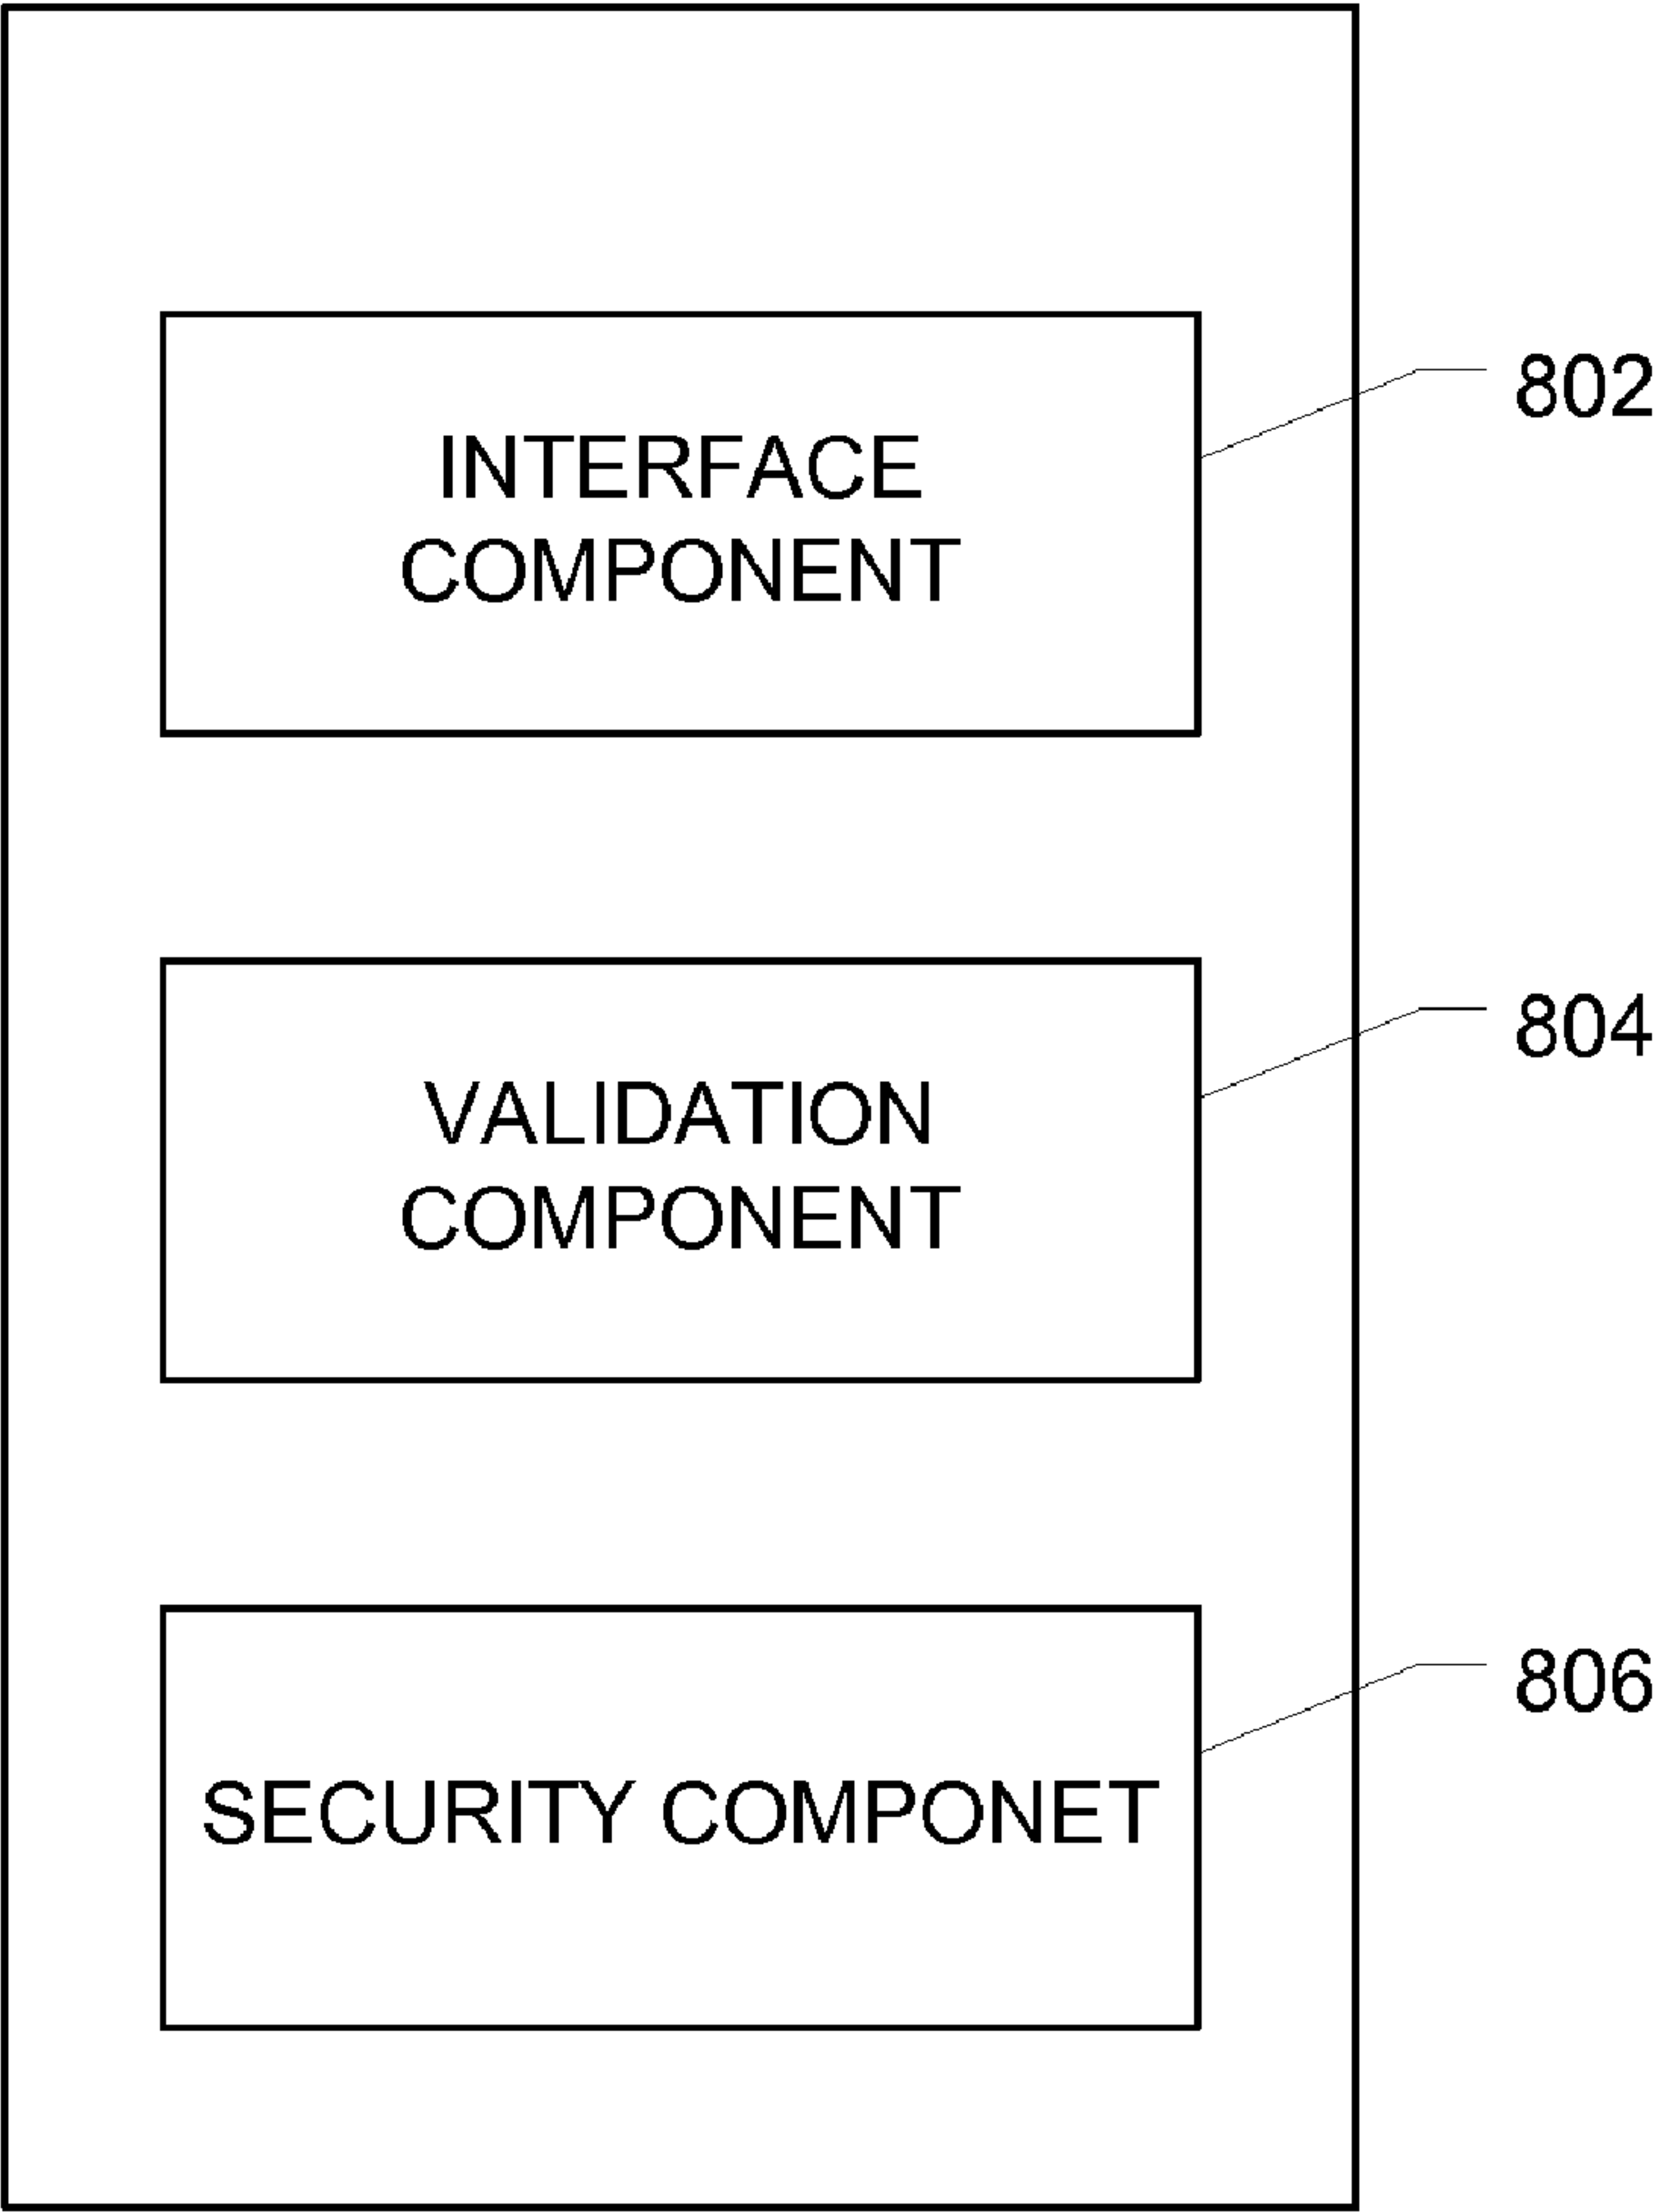 802
INTERFACE
COMPONENT
804
VALIDATION
COMPONENT
806
SECURITY COMPONET